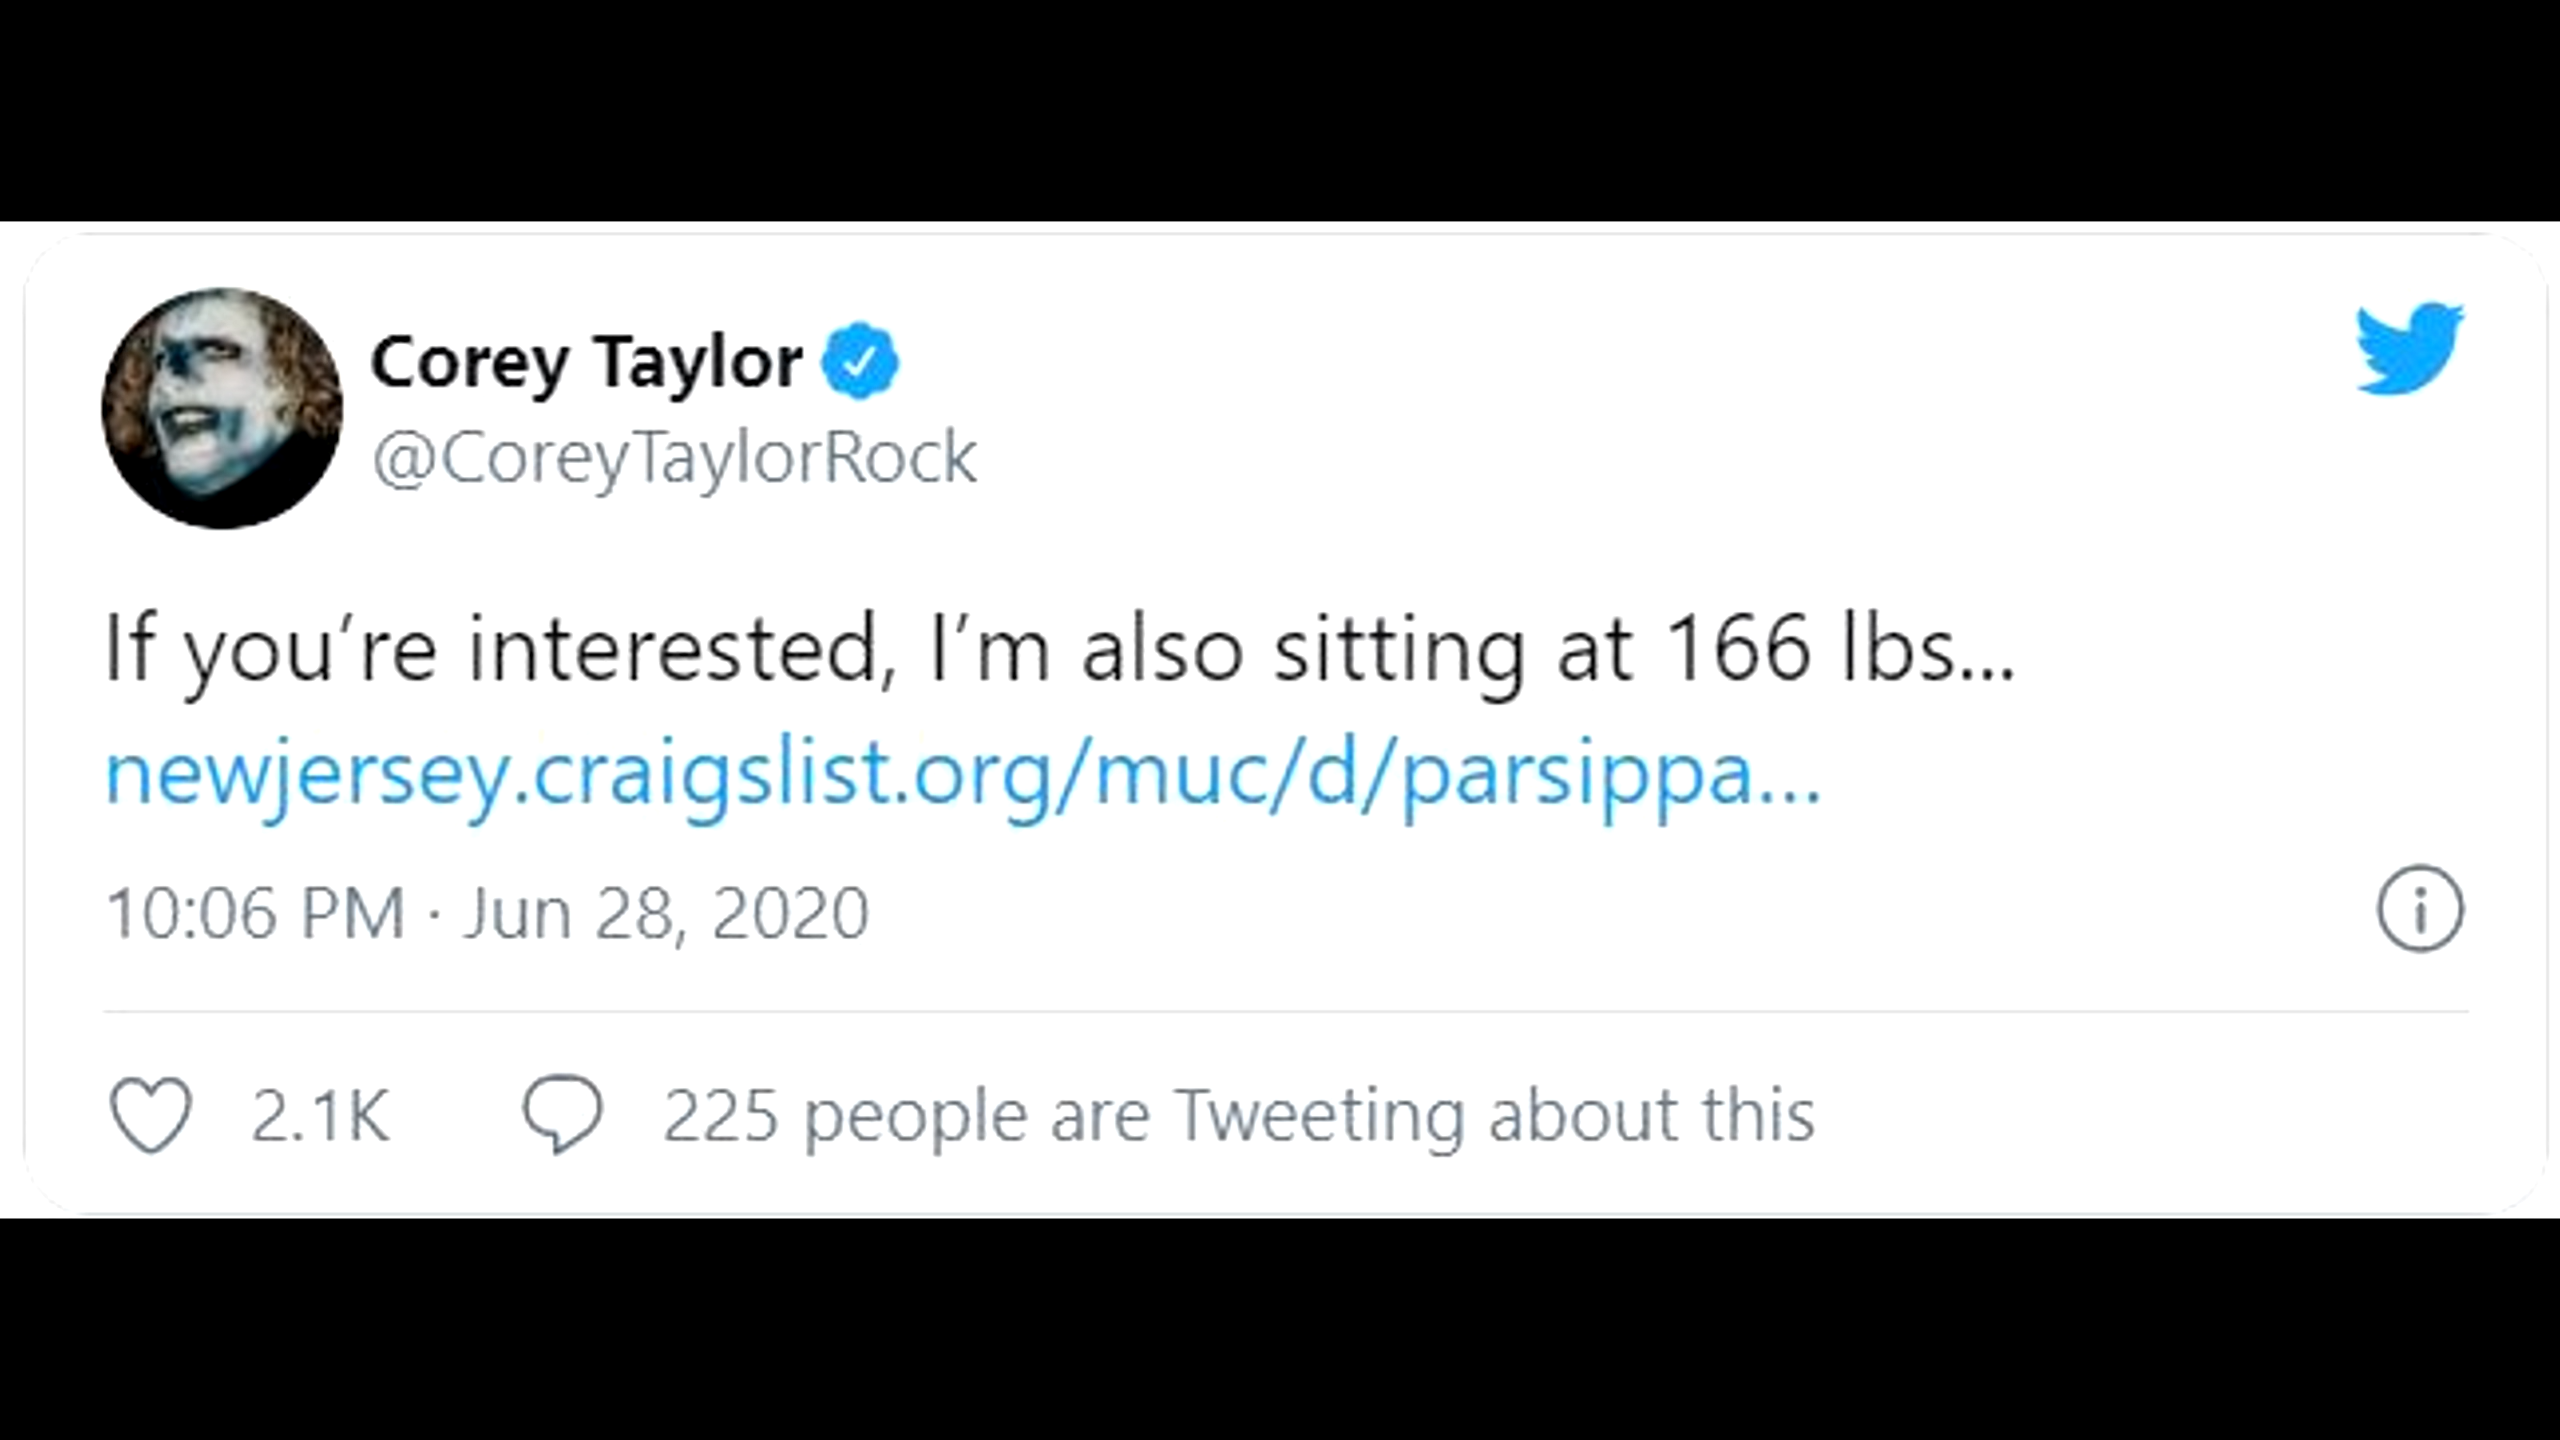 Corey Taylor
@CoreyTaylorRock
If you’re interested, I’m also sitting at 166 lbs...
newjersey.craigslist.org/muc/d/parsippa...
10:06 PM · Jun 28, 2020
2.1K 225 people are Tweeting about this